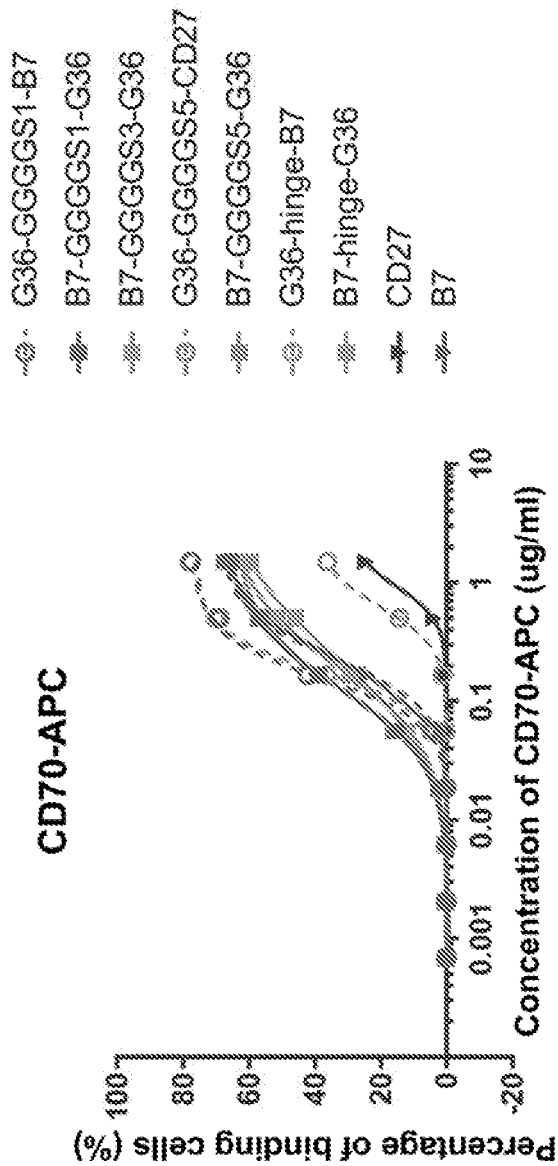 CD70-APC
Percentage of binding cells (%)
100
80
60
40
20
0
-20
0.001
0.01
0.1
1
10
Concentration of CD70-APC (ug/ml)
G36-GGGGS1-B7
B7-GGGGS1-G36
B7-GGGGS3-G36
G36-GGGGS5-CD27
B7-GGGGS5-G36
G36-hinge-B7
B7-hinge-G36
CD27
B7